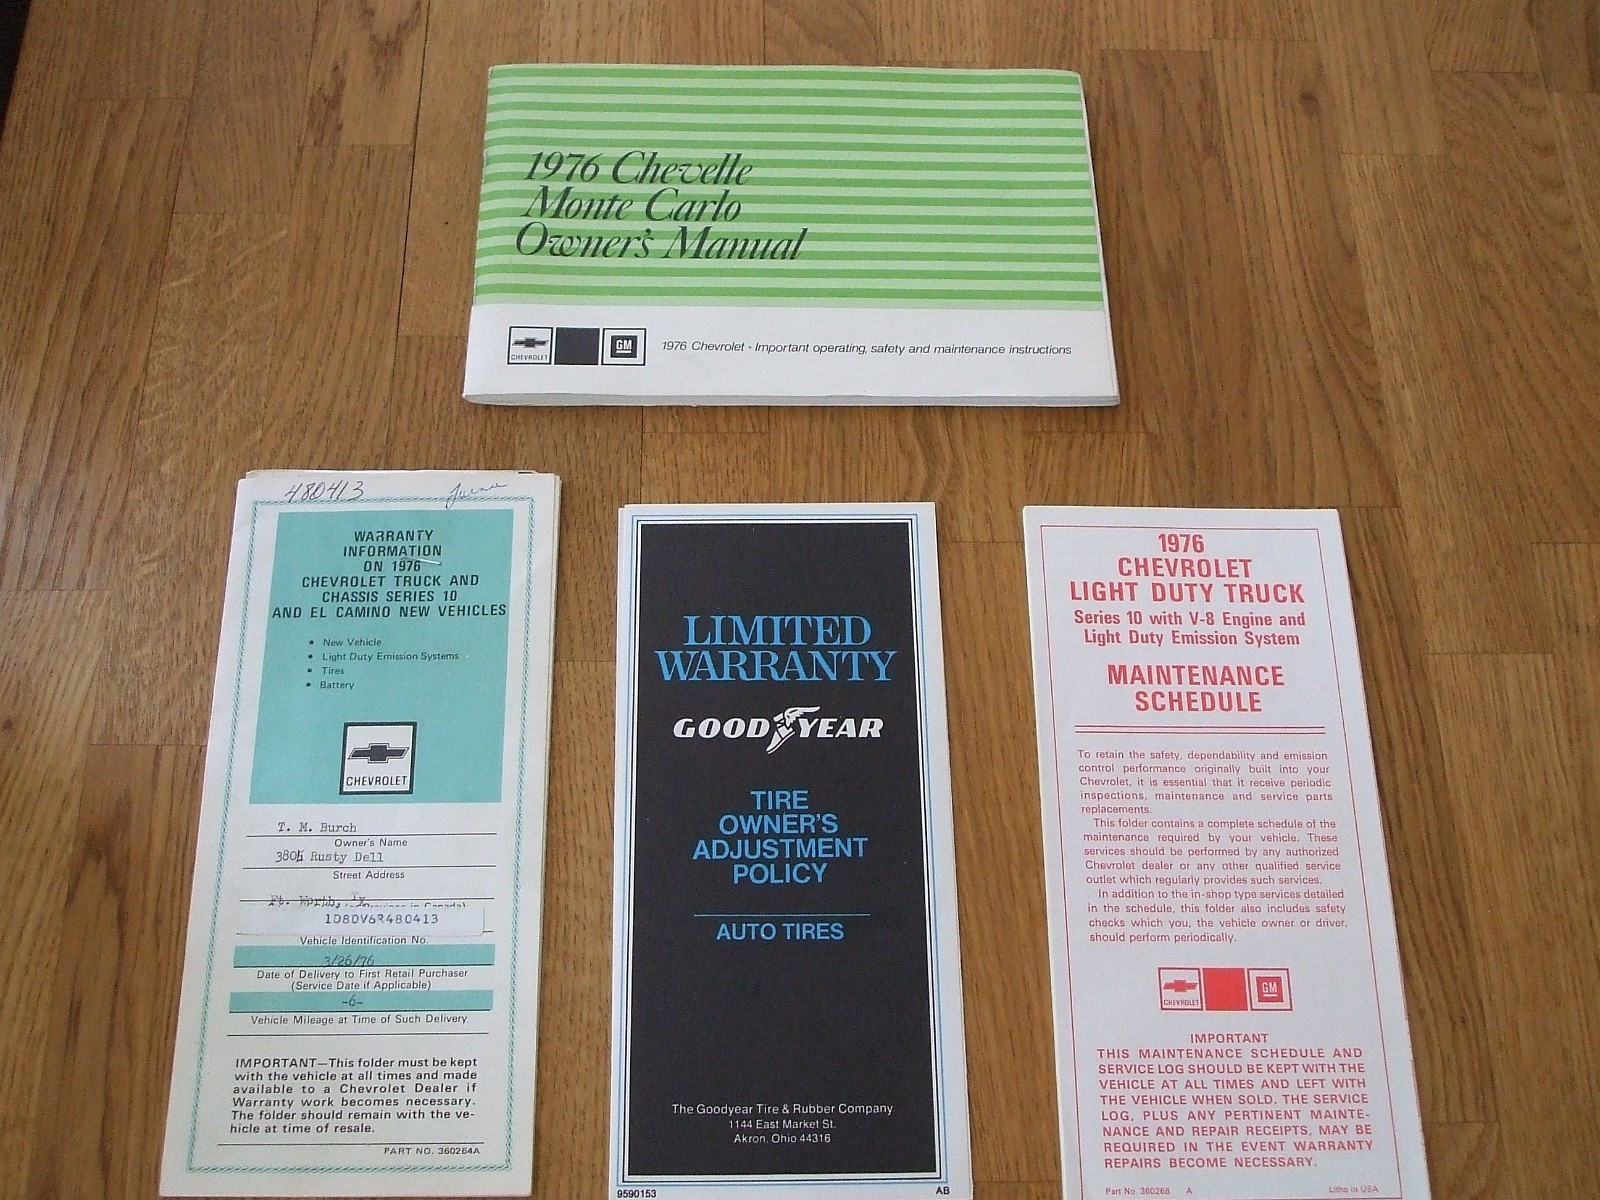 1976 Chevelle
Monte Carlo
Owner's Manual
CHEVROLET
GM
1976 Chevrolet • Important operating, safety and maintenance instructions
480413
WARRANTY
INFORMATION
ON 1976
CHEVROLET TRUCK AND
CHASSIS SERIES 10
AND EL CAMINO NEW VEHICLES
• New Vehicle
• Light Duty Emission Systems
• Tires
• Battery
CHEVROLET
T. M. Burch
Owner's Name
Rusty Dell
Street Address
Ft. Worth, Tx
in Canada)
1D80V6R480413
Vehicle Identification No.
3/26/76
Date of Delivery to First Retail Purchaser
(Service Date if Applicable)
-6-
Vehicle Mileage at Time of Such Delivery
IMPORTANT—This folder must be kept
with the vehicle at all times and made
available to a Chevrolet Dealer if
Warranty work becomes necessary.
The folder should remain with the ve-
hicle at time of resale.
PART NO. 360264A
LIMITED
WARRANTY
GOODYEAR
TIRE
OWNER'S
ADJUSTMENT
POLICY
AUTO TIRES
The Goodyear Tire & Rubber Company
1144 East Market St.
Akron, Ohio 44316
9590153 AB
1976
CHEVROLET
LIGHT DUTY TRUCK
Series 10 with V-8 Engine and
Light Duty Emission System
MAINTENANCE
SCHEDULE
To retain the safety, dependability and emission
control performance originally built into your
Chevrolet, it is essential that it receive periodic
inspections, maintenance and service parts
replacements.
This folder contains a complete schedule of the
maintenance required by your vehicle. These
services should be performed by any authorized
Chevrolet dealer or any other qualified service
outlet which regularly provides such services.
In addition to the in-shop type services detailed
in the schedule, this folder also includes safety
checks which you, the vehicle owner or driver,
should perform periodically.
CHEVROLET
GM
IMPORTANT
THIS MAINTENANCE SCHEDULE AND
SERVICE LOG SHOULD BE KEPT WITH THE
VEHICLE AT ALL TIMES AND LEFT WITH
THE VEHICLE WHEN SOLD. THE SERVICE
LOG, PLUS ANY PERTINENT MAINTE-
NANCE AND REPAIR RECEIPTS, MAY BE
REQUIRED IN THE EVENT WARRANTY
REPAIRS BECOME NECESSARY.
Part No. 360268 A Litho in USA